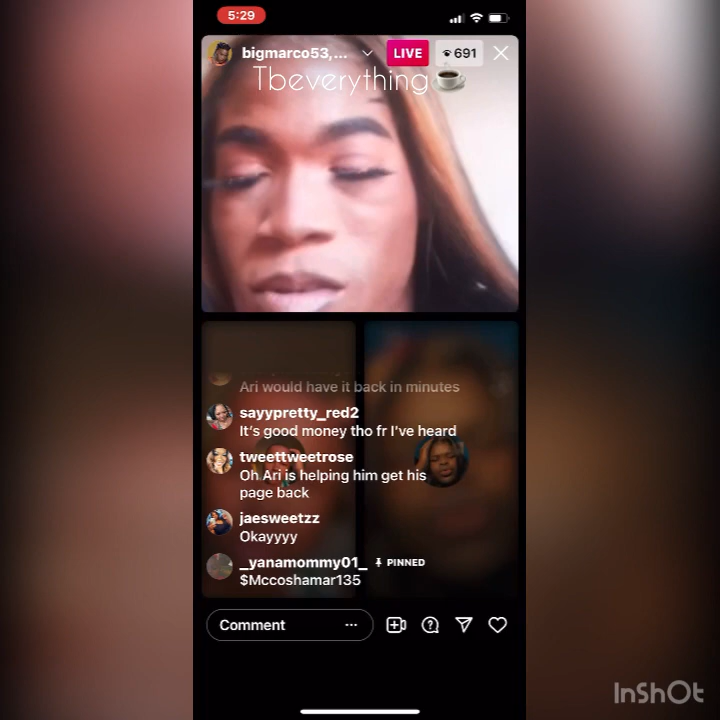 5:29
bigmarco53,... LIVE 691
Tbeverything
Ari would have it back in minutes
sayypretty_red2
It's good money tho fr I've heard
tweettweetrose
Oh Ari is helping him get his
page back
jaesweetzz
Okayyyy
_yanamommy01_ PINNED
$Mccoshamar135
Comment ...
InShOt